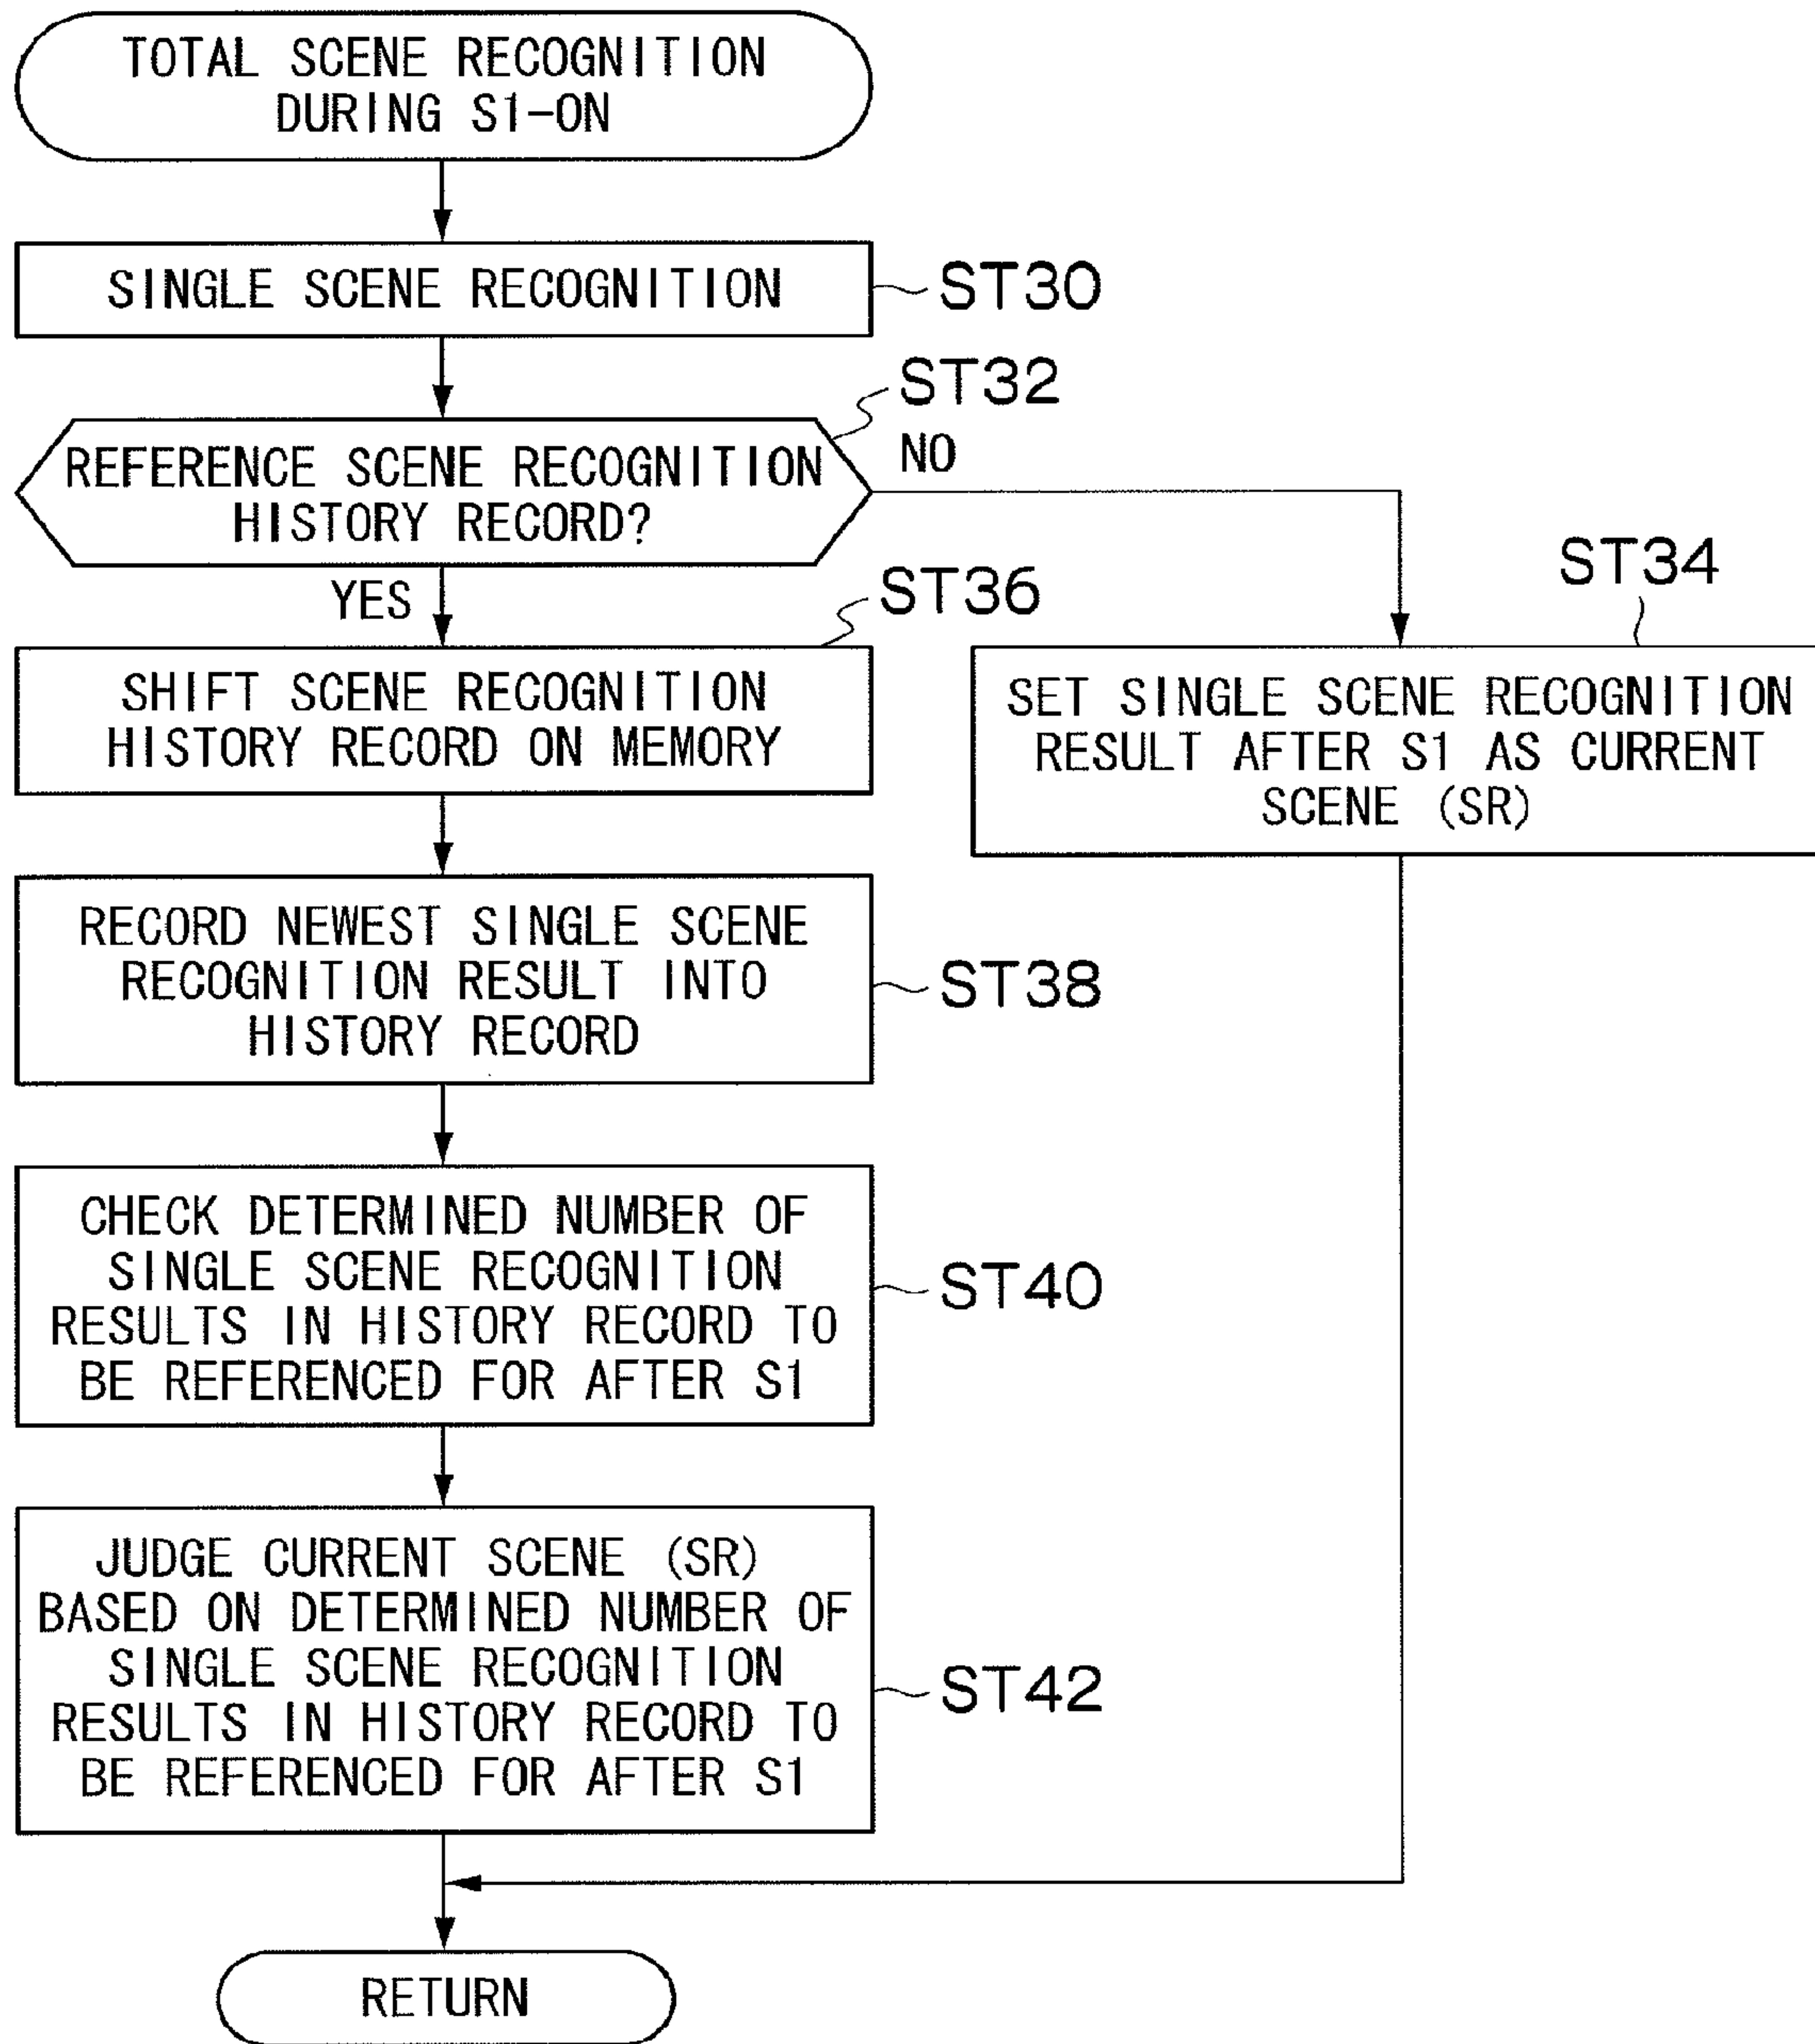 TOTAL SCENE RECOGNITION
DURING S1-ON
SINGLE SCENE RECOGNITION
ST30
ST32
REFERENCE SCENE RECOGNITION
HISTORY RECORD?
NO
YES
ST36
SHIFT SCENE RECOGNITION
HISTORY RECORD ON MEMORY
ST34
SET SINGLE SCENE RECOGNITION
RESULT AFTER S1 AS CURRENT
SCENE (SR)
RECORD NEWEST SINGLE SCENE
RECOGNITION RESULT INTO
HISTORY RECORD
ST38
CHECK DETERMINED NUMBER OF
SINGLE SCENE RECOGNITION
RESULTS IN HISTORY RECORD TO
BE REFERENCED FOR AFTER S1
ST40
JUDGE CURRENT SCENE (SR)
BASED ON DETERMINED NUMBER OF
SINGLE SCENE RECOGNITION
RESULTS IN HISTORY RECORD TO
BE REFERENCED FOR AFTER S1
ST42
RETURN